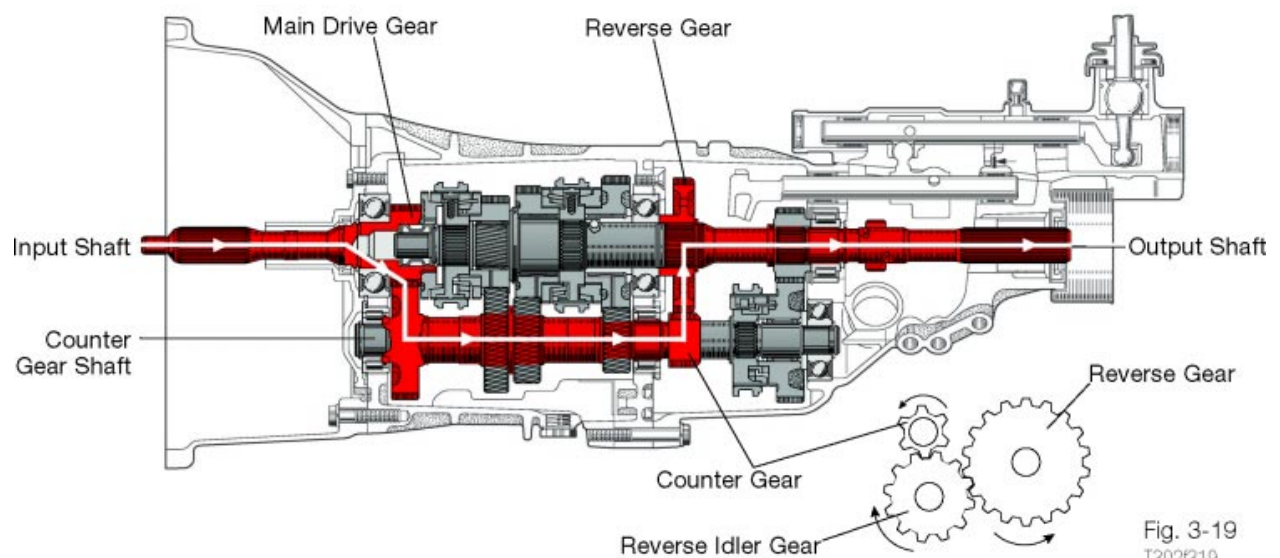 Main Drive Gear
Reverse Gear
Input Shaft
Output Shaft
Counter
Gear Shaft
Reverse Gear
Counter Gear
Reverse Idler Gear
Fig. 3-19
T302f319